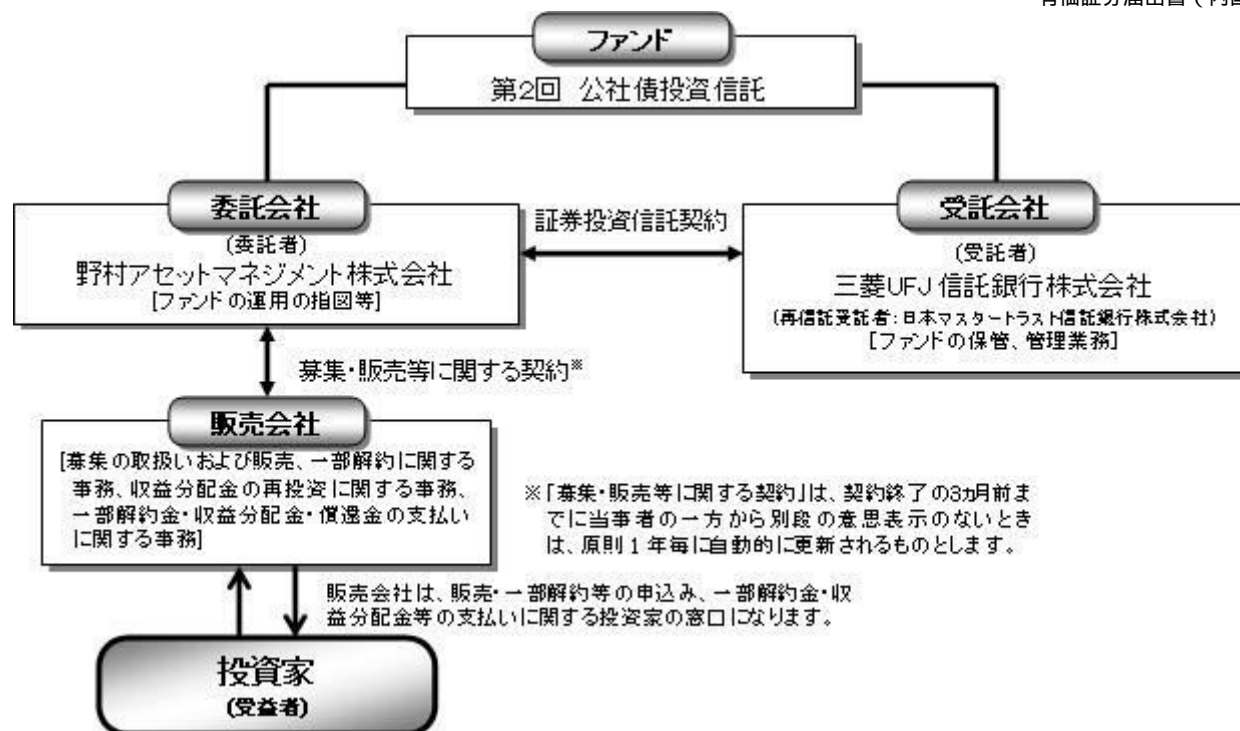 ファンド
第2回 公社債投資信託
委託会社
(委託者)
野村アセットマネジメント株式会社
[ファンドの運用の指図等]
証券投資信託契約
受託会社
(受託者)
三菱UFJ信託銀行株式会社
(再信託受託者:日本マスタートラスト信託銀行株式会社)
[ファンドの保管、管理業務]
募集・販売等に関する契約※
販売会社
[募集の取扱いおよび販売、一部解約に関する
事務、収益分配金の再投資に関する事務、
一部解約金・収益分配金・償還金の支払い
に関する事務]
※「募集・販売等に関する契約」は、契約終了の3ヵ月前ま
でに当事者の一方から別段の意思表示のないとき
は、原則1年毎に自動的に更新されるものとします。
販売会社は、販売・一部解約等の申込み、一部解約金・収
益分配金等の支払いに関する投資家の窓口になります。
投資家
(受益者)